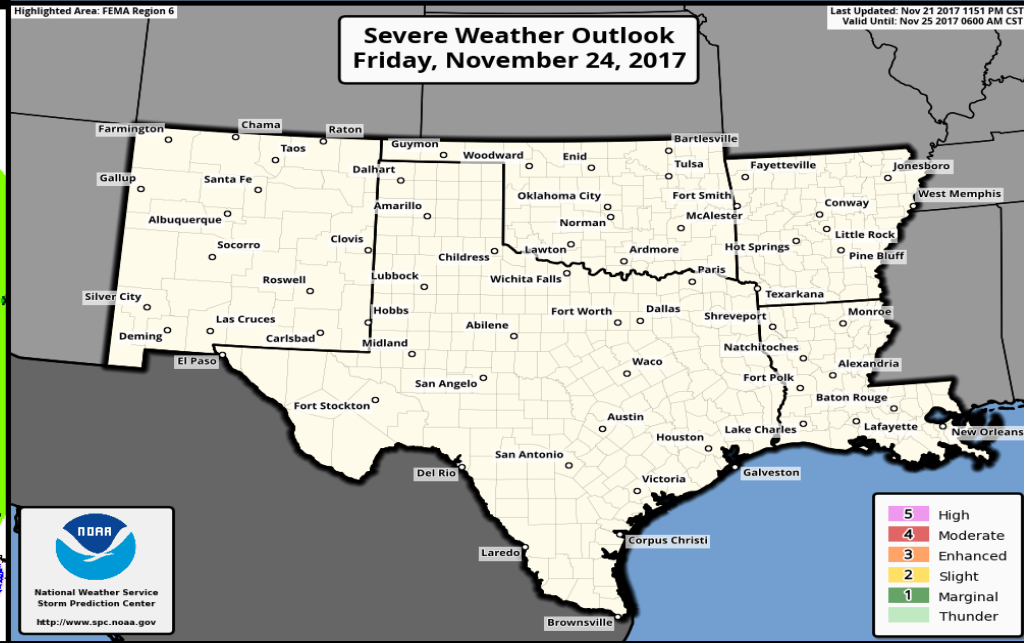 Highlighted Area: FEMA Region 6
Last Updated: Nov 21 2017 1151 PM CST
Valid Until: Nov 25 2017 0600 AM CST
Severe Weather Outlook
Friday, November 24, 2017
Farmington
Chama
Raton
Taos
Guymon
Woodward
Enid
Bartlesville
Tulsa
Fayetteville
Jonesboro
Gallup
Santa Fe
Dalhart
Amarillo
Oklahoma City
Fort Smith
West Memphis
Albuquerque
Norman
McAlester
Conway
Socorro
Clovis
Childress
Lawton
Ardmore
Hot Springs
Little Rock
Pine Bluff
Roswell
Lubbock
Wichita Falls
Paris
Texarkana
Silver City
Las Cruces
Hobbs
Abilene
Fort Worth
Dallas
Shreveport
Monroe
Deming
Carlsbad
Midland
Natchitoches
El Paso
Waco
Alexandria
San Angelo
Fort Polk
Fort Stockton
Baton Rouge
Austin
Houston
Lake Charles
Lafayette
New Orleans
San Antonio
Del Rio
Victoria
Galveston
Laredo
Corpus Christi
Brownsville
NOAA
National Weather Service
Storm Prediction Center
http://www.spc.noaa.gov
5 High
4 Moderate
3 Enhanced
2 Slight
1 Marginal
Thunder